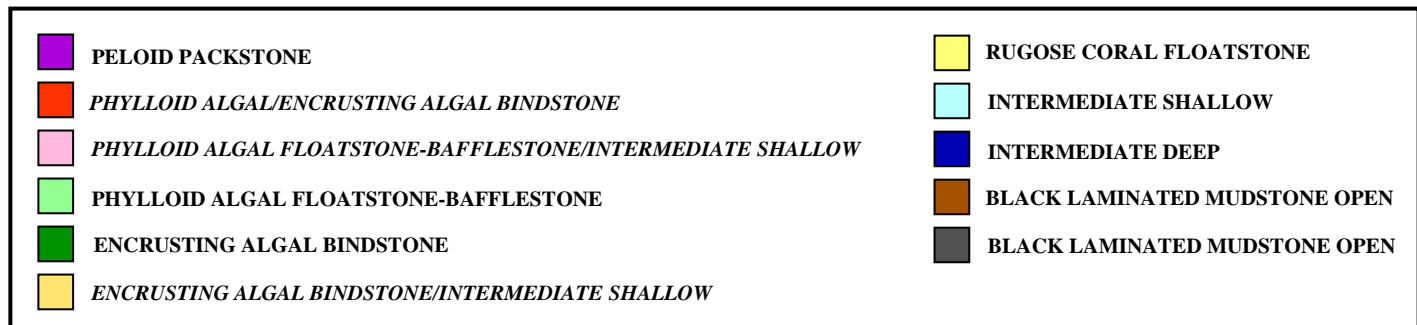 PELOID PACKSTONE
PHYLLOID ALGAL/ENCRUSTING ALGAL BINDSTONE
PHYLLOID ALGAL FLOATSTONE-BAFFLESTONE/INTERMEDIATE SHALLOW
PHYLLOID ALGAL FLOATSTONE-BAFFLESTONE
ENCRUSTING ALGAL BINDSTONE
ENCRUSTING ALGAL BINDSTONE/INTERMEDIATE SHALLOW
RUGOSE CORAL FLOATSTONE
INTERMEDIATE SHALLOW
INTERMEDIATE DEEP
BLACK LAMINATED MUDSTONE OPEN
BLACK LAMINATED MUDSTONE OPEN